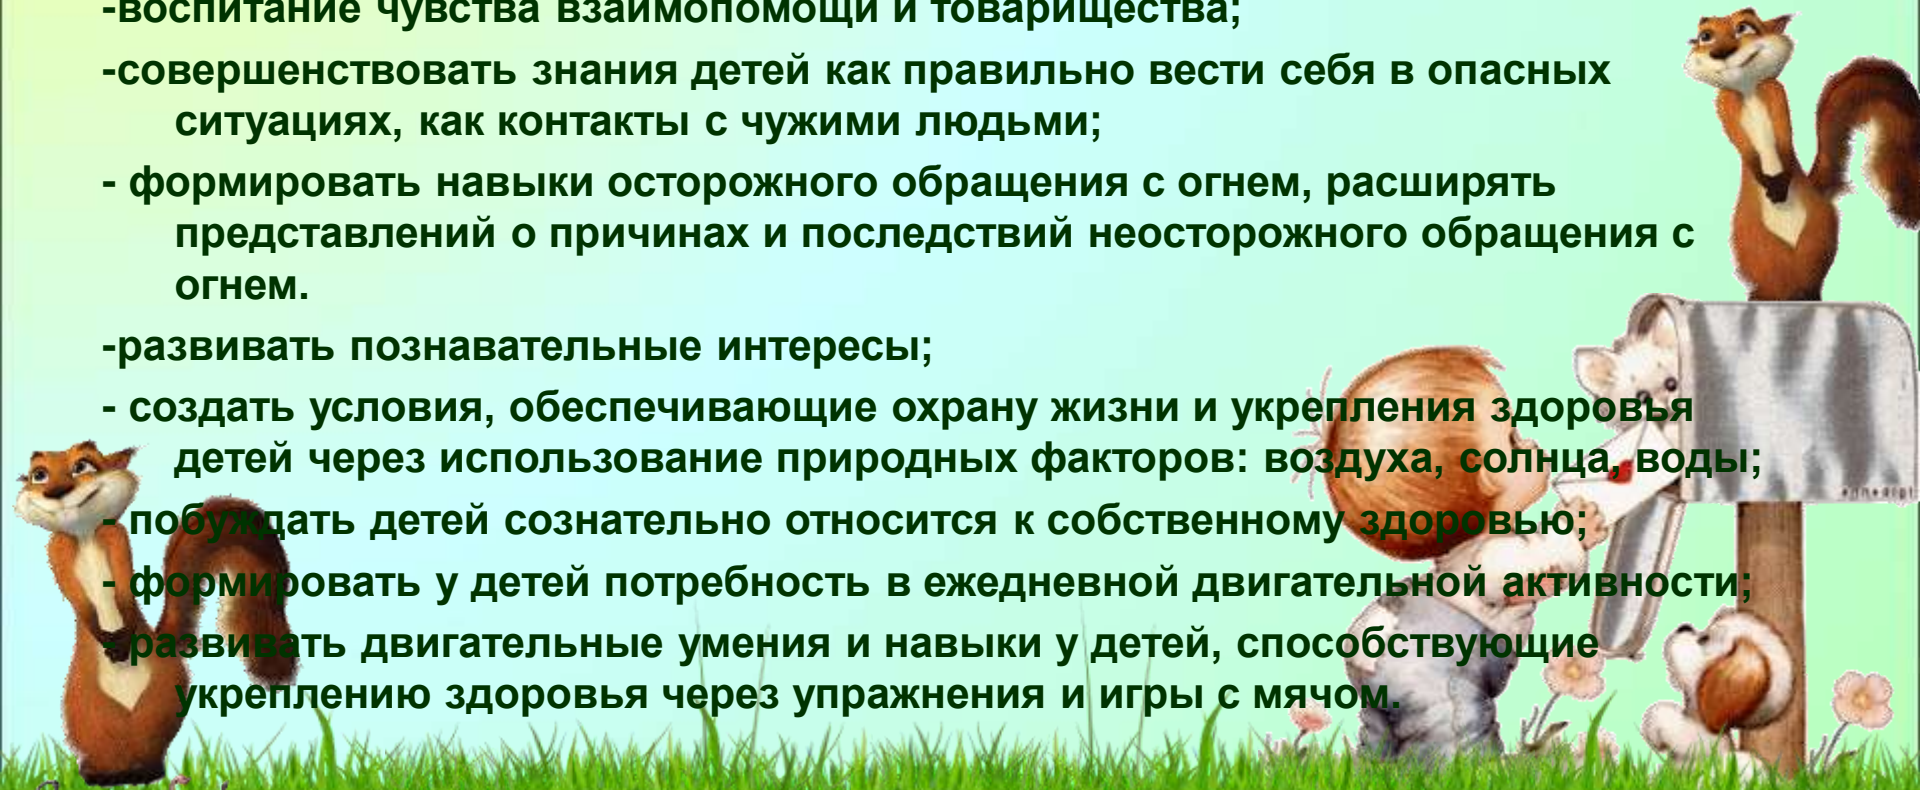 -воспитание чувства взаимопомощи и товарищества;
-совершенствовать знания детей как правильно вести себя в опасных
ситуациях, как контакты с чужими людьми;
- формировать навыки осторожного обращения с огнем, расширять
представлений о причинах и последствий неосторожного обращения с
огнем.
-развивать познавательные интересы;
- создать условия, обеспечивающие охрану жизни и укрепления здоровья
детей через использование природных факторов: воздуха, солнца, воды;
- побуждать детей сознательно относится к собственному здоровью;
- формировать у детей потребность в ежедневной двигательной активности;
- развивать двигательные умения и навыки у детей, способствующие
укреплению здоровья через упражнения и игры с мячом.